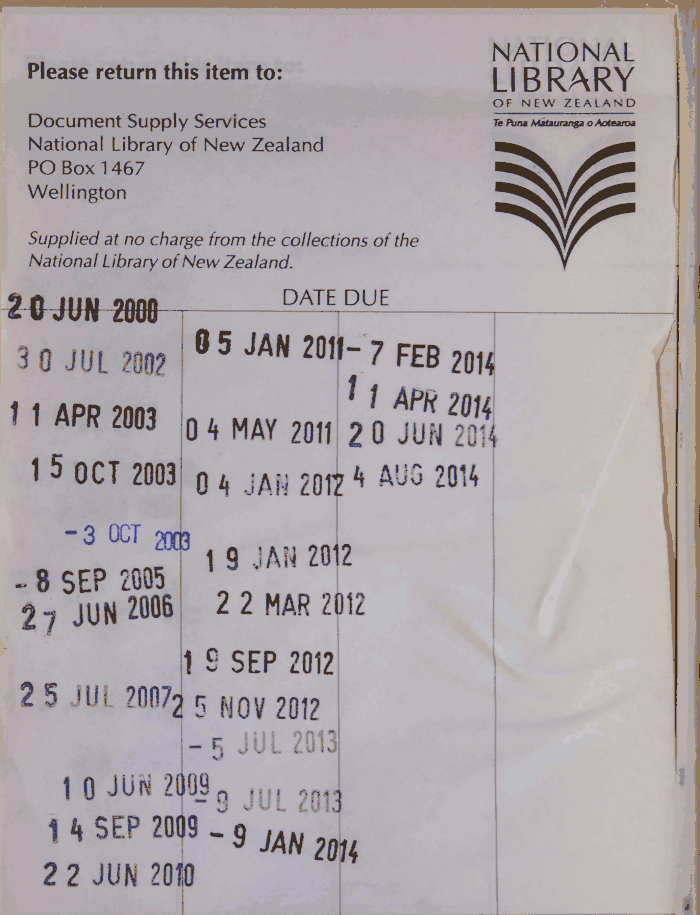 Please return this item to:
Document Supply Services
National Library of New Zealand
PO Box 1467
Wellington
Supplied at no charge from the collections of the
National Library of New Zealand.
NATIONAL
LIBRARY
OF NEW ZEALAND
Te Puna Mātauranga o Aotearoa
DATE DUE
20 JUN 2000
30 JUL 2002
11 APR 2003
15 OCT 2003
-3 OCT 2003
-8 SEP 2005
27 JUN 2006
25 JUL 2007
10 JUN 2009
14 SEP 2009
22 JUN 2010
05 JAN 2011
04 MAY 2011
04 JAN 2012
19 JAN 2012
22 MAR 2012
19 SEP 2012
25 NOV 2012
-5 JUL 2013
-9 JUL 2013
-9 JAN 2014
-7 FEB 2014
11 APR 2014
20 JUN 2014
4 AUG 2014